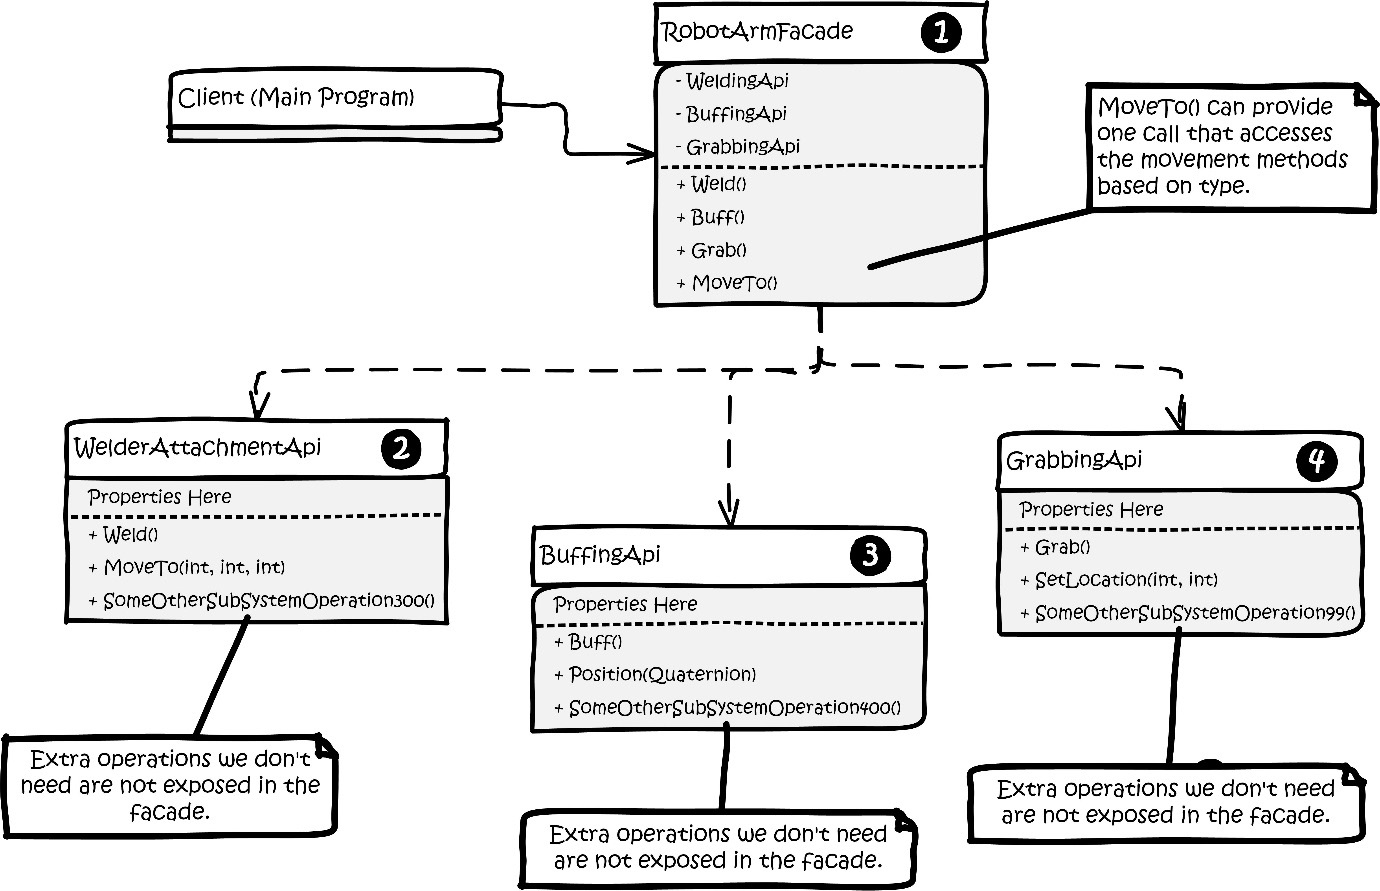 RobotArmFacade
1
- WeldingApi
- BuffingApi
- GrabbingApi
+ Weld()
+ Buff()
+ Grab()
+ MoveTo()
Client (Main Program)
MoveTo() can provide
one call that accesses
the movement methods
based on type.
WelderAttachmentApi
2
Properties Here
+ Weld()
+ MoveTo(int, int, int)
+ SomeOtherSubSystemOperation300()
BuffingApi
3
Properties Here
+ Buff()
+ Position(Quaternion)
+ SomeOtherSubSystemOperation400()
GrabbingApi
4
Properties Here
+ Grab()
+ SetLocation(int, int)
+ SomeOtherSubSystemOperation99()
Extra operations we don't
need are not exposed in the
facade.
Extra operations we don't need
are not exposed in the facade.
Extra operations we don't need
are not exposed in the facade.